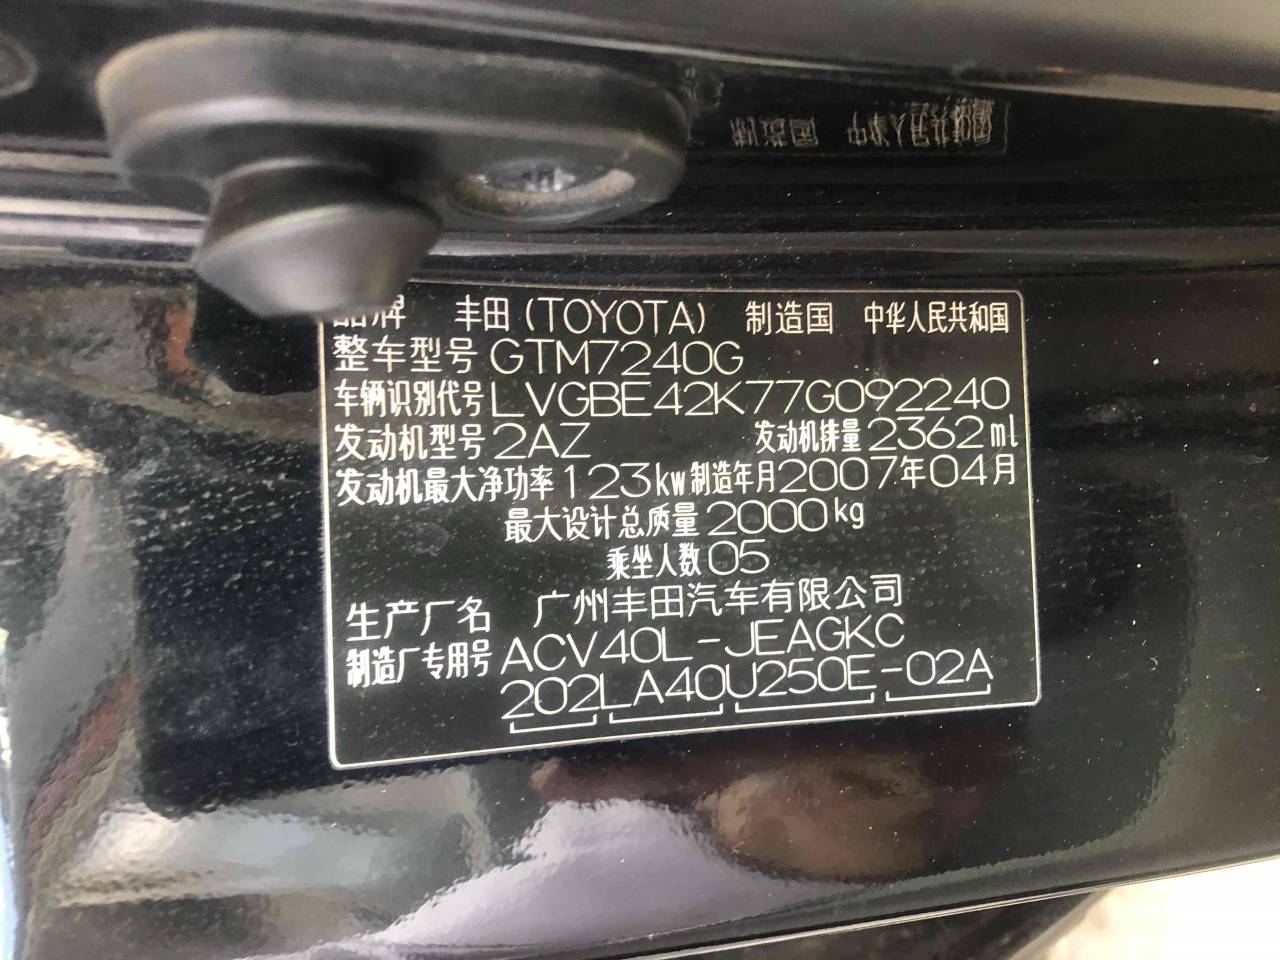 品牌 丰田(TOYOTA) 制造国 中华人民共和国
整车型号 GTM7240G
车辆识别代号 LVGBE42K77G092240
发动机型号 2AZ 发动机排量 2362ml
发动机最大净功率 123kw 制造年月 2007年04月
最大设计总质量 2000kg
乘坐人数 05
生产厂名 广州丰田汽车有限公司
制造厂专用号 ACV40L-JEAGKC
202LA40U250E-02A